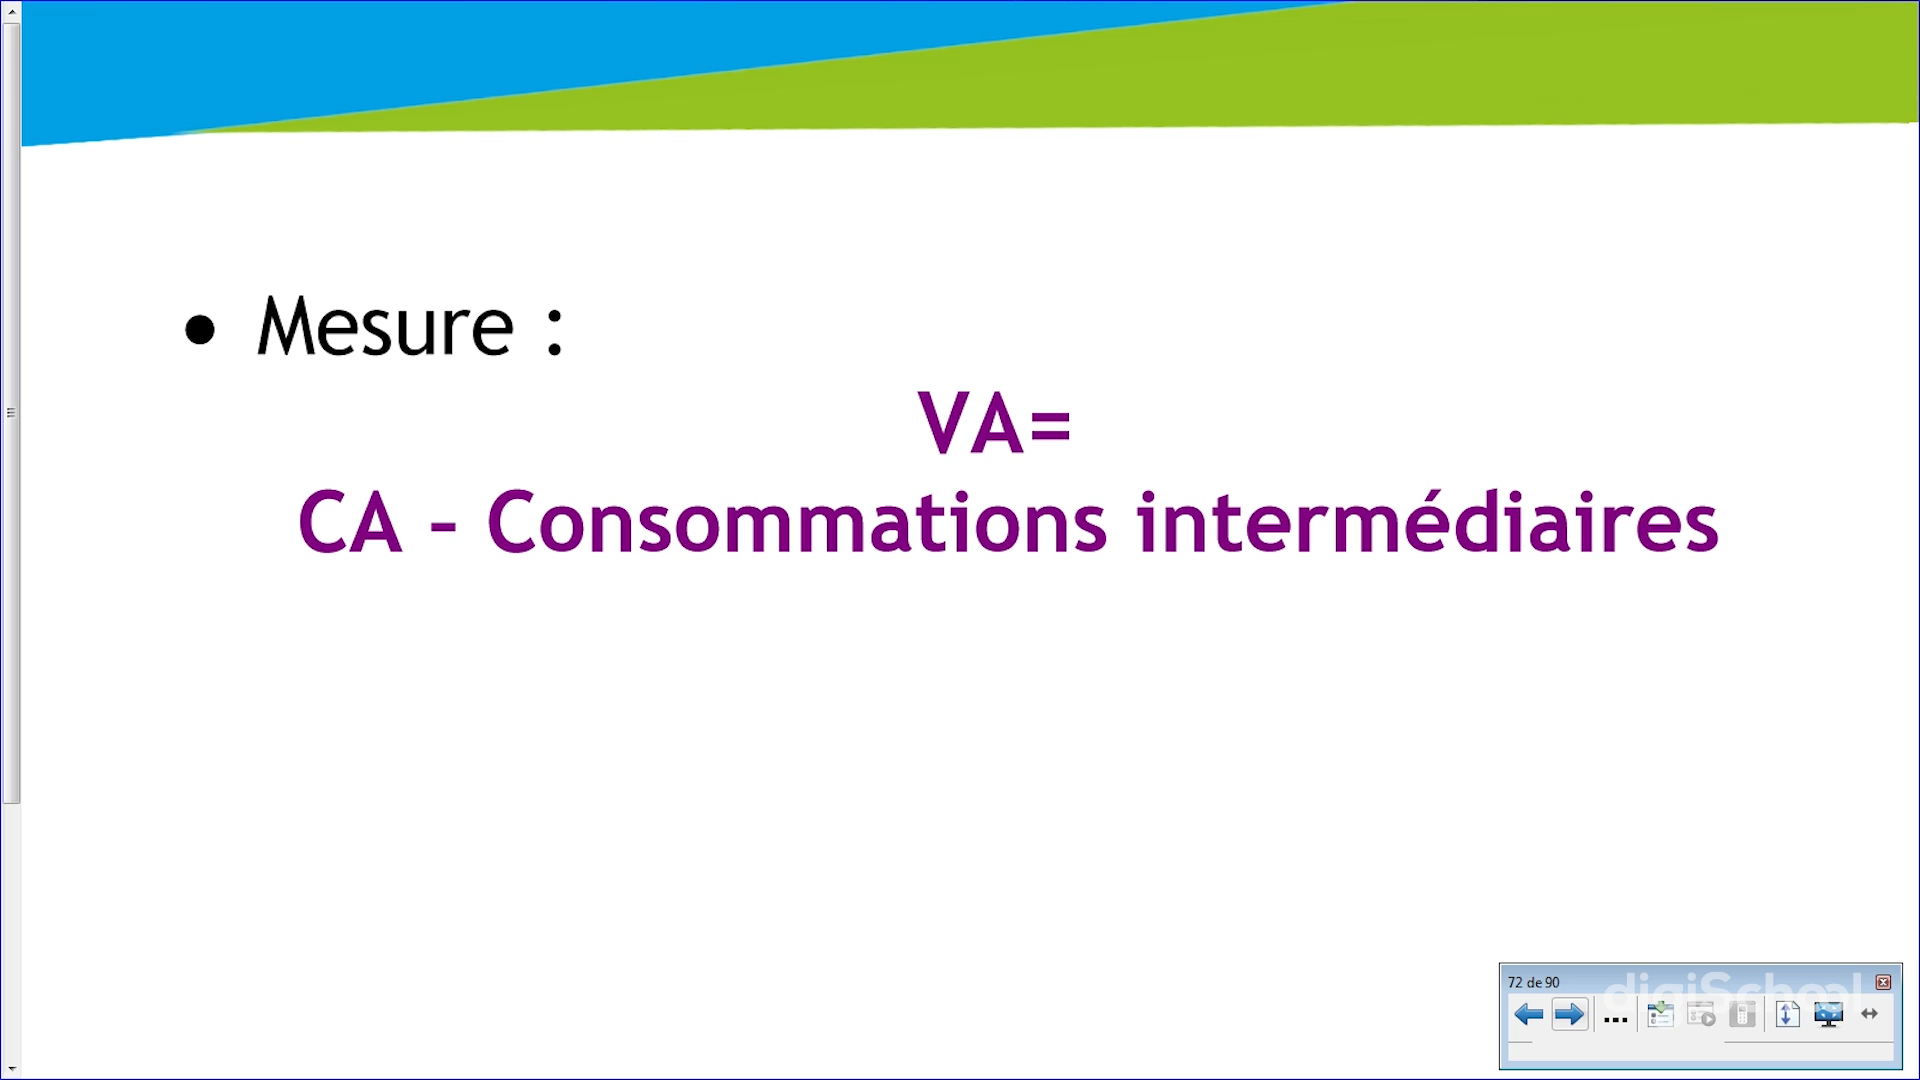 • Mesure :
VA=
CA – Consommations intermédiaires
72 de 90
digiSchool
...